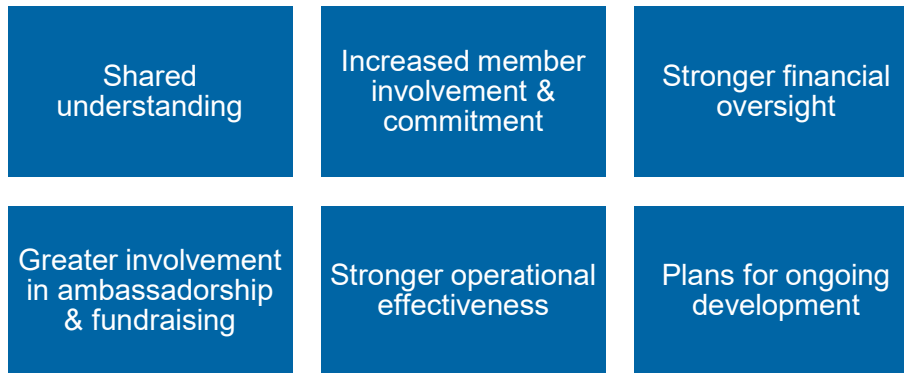 Shared
understanding
Increased member
involvement &
commitment
Stronger financial
oversight
Greater involvement
in ambassadorship
& fundraising
Stronger operational
effectiveness
Plans for ongoing
development